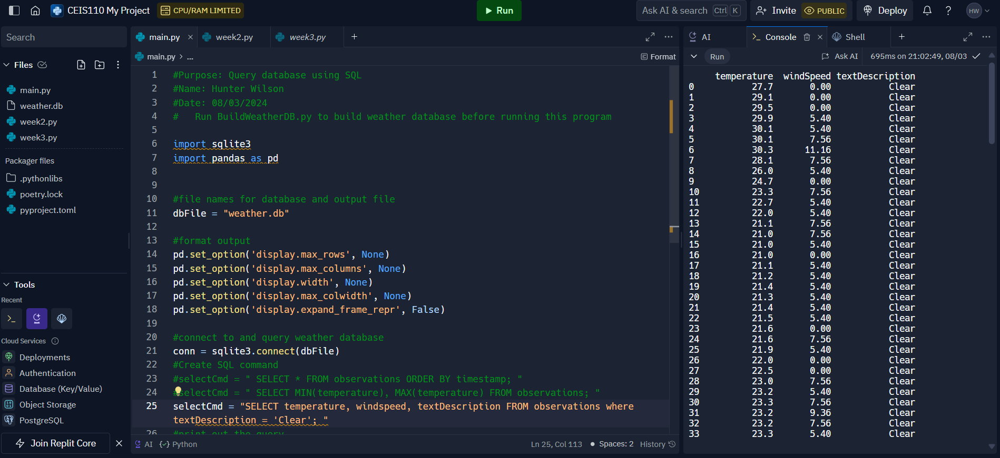 CEIS110 My Project
CPU/RAM LIMITED
Run
Ask AI & search Ctrl K
Invite
PUBLIC
Deploy
HW
Search
Files
main.py
weather.db
week2.py
week3.py
Packager files
.pythonlibs
poetry.lock
pyproject.toml
Tools
Recent
Cloud Services
Deployments
Authentication
Database (Key/Value)
Object Storage
PostgreSQL
Join Replit Core
main.py
week2.py
week3.py
main.py > ...
Format
1 #Purpose: Query database using SQL
2 #Name: Hunter Wilson
3 #Date: 08/03/2024
4 #   Run BuildWeatherDB.py to build weather database before running this program
5
6 import sqlite3
7 import pandas as pd
8
9
10 #file names for database and output file
11 dbFile = "weather.db"
12
13 #format output
14 pd.set_option('display.max_rows', None)
15 pd.set_option('display.max_columns', None)
16 pd.set_option('display.width', None)
17 pd.set_option('display.max_colwidth', None)
18 pd.set_option('display.expand_frame_repr', False)
19
20 #connect to and query weather database
21 conn = sqlite3.connect(dbFile)
22 #Create SQL command
23 #selectCmd = " SELECT * FROM observations ORDER BY timestamp; "
24 #selectCmd = " SELECT MIN(temperature), MAX(temperature) FROM observations; "
25 selectCmd = "SELECT temperature, windspeed, textDescription FROM observations where
textDescription = 'Clear'; "
26 #print out the query
AI
Python
Ln 25, Col 113
Spaces: 2
History
AI
Console
Shell
Run
Ask AI
695ms on 21:02:49, 08/03
temperature windSpeed textDescription
0 27.7 0.00 Clear
1 29.1 0.00 Clear
2 29.5 0.00 Clear
3 29.9 5.40 Clear
4 30.1 5.40 Clear
5 30.1 7.56 Clear
6 30.3 11.16 Clear
7 28.1 7.56 Clear
8 26.0 5.40 Clear
9 24.7 0.00 Clear
10 23.3 7.56 Clear
11 22.7 5.40 Clear
12 22.0 5.40 Clear
13 21.1 7.56 Clear
14 21.0 7.56 Clear
15 21.0 5.40 Clear
16 21.0 0.00 Clear
17 21.1 5.40 Clear
18 21.2 5.40 Clear
19 21.4 5.40 Clear
20 21.3 5.40 Clear
21 21.4 5.40 Clear
22 21.5 5.40 Clear
23 21.6 0.00 Clear
24 21.6 7.56 Clear
25 21.9 5.40 Clear
26 22.0 0.00 Clear
27 22.5 0.00 Clear
28 23.0 7.56 Clear
29 23.2 5.40 Clear
30 23.3 7.56 Clear
31 23.2 9.36 Clear
32 23.2 7.56 Clear
33 23.3 5.40 Clear